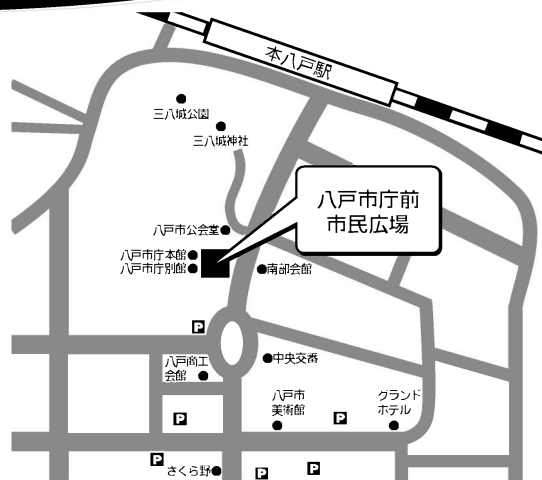 本八戸駅
三八城公園
三八城神社
八戸市庁前
市民広場
八戸市公会堂
八戸市庁本館
八戸市庁別館
南部会館
P
八戸商工
会館
中央交番
八戸市
美術館
グランド
ホテル
P
P
P
さくら野
P
P